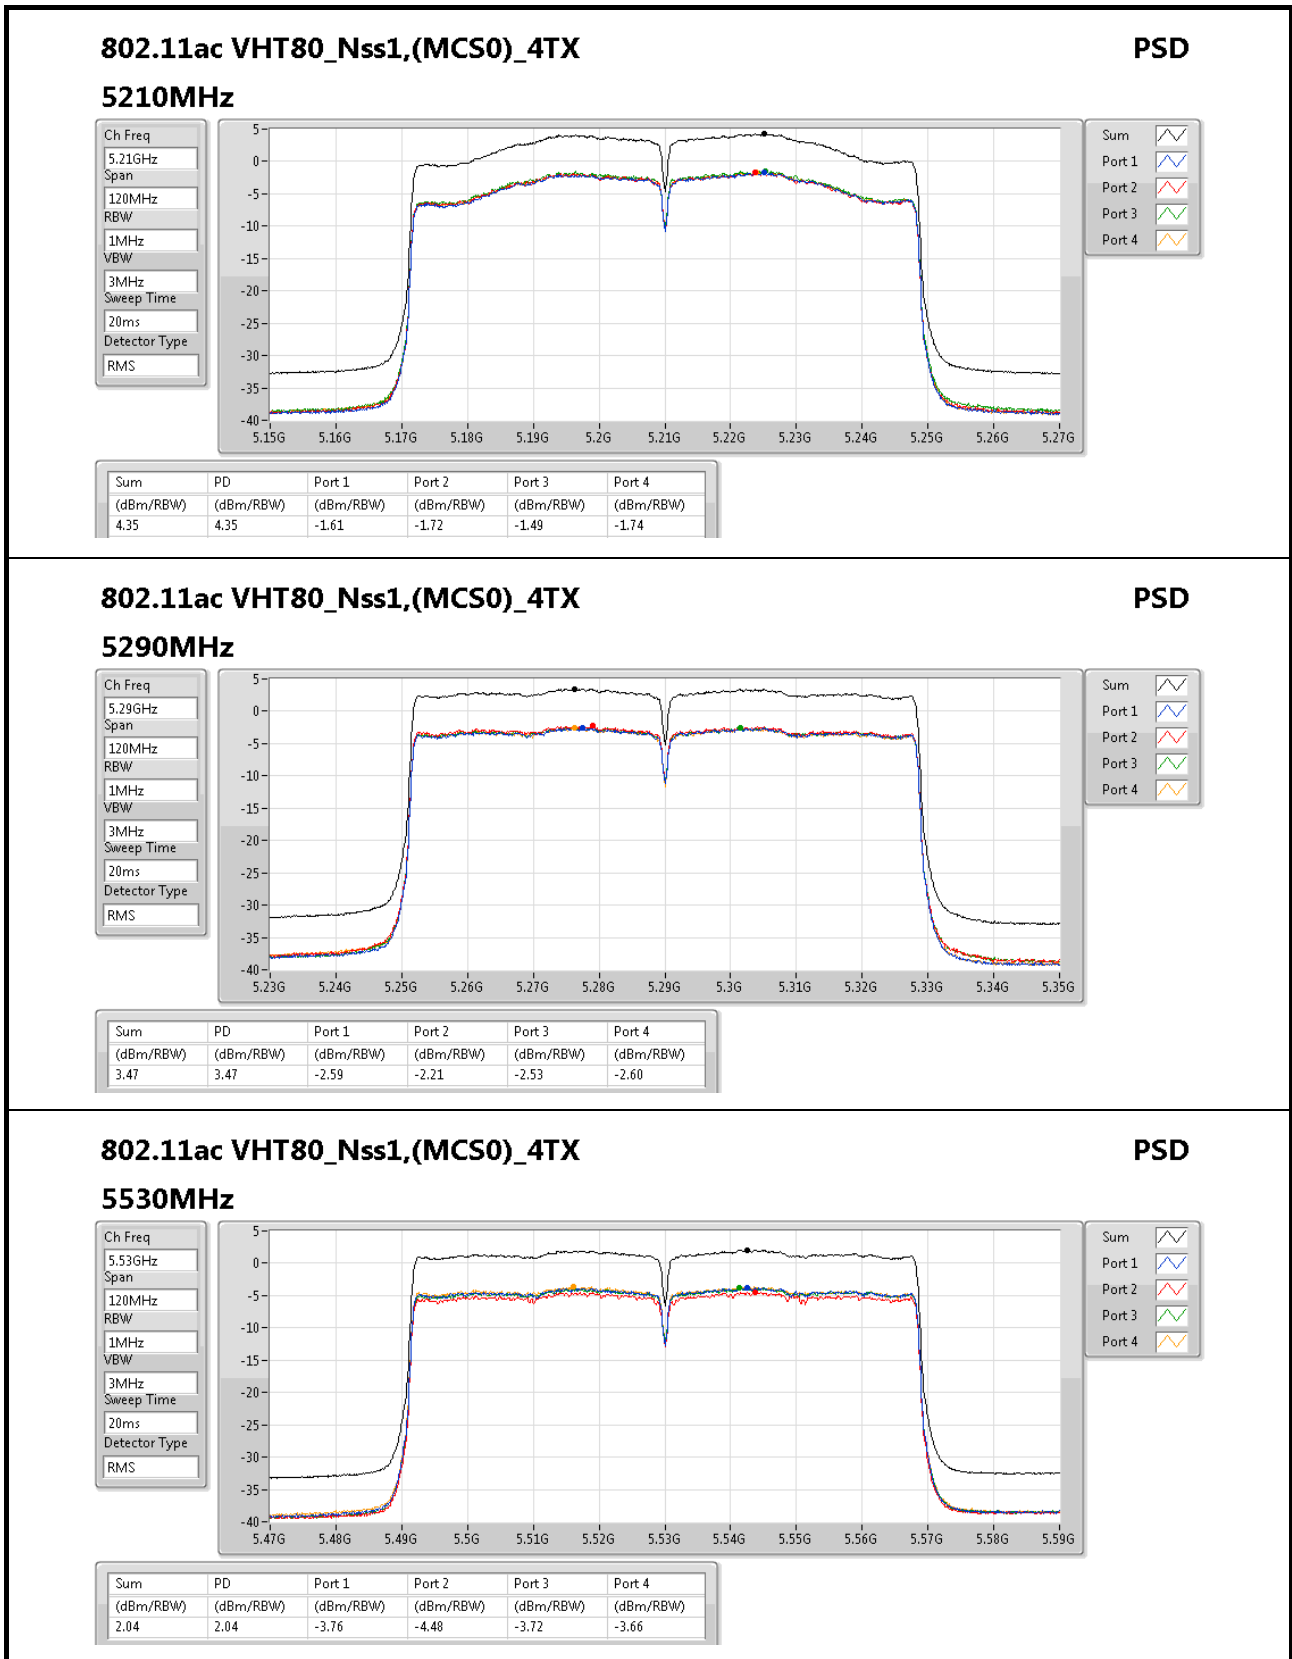 802.11ac VHT80_Nss1,(MCS0)_4TX PSD
5210MHz
Ch Freq
5.21GHz
Span
120MHz
RBW
1MHz
VBW
3MHz
Sweep Time
20ms
Detector Type
RMS
5
0
-5
-10
-15
-20
-25
-30
-35
-40
5.15G 5.16G 5.17G 5.18G 5.19G 5.2G 5.21G 5.22G 5.23G 5.24G 5.25G 5.26G 5.27G
Sum
Port 1
Port 2
Port 3
Port 4
Sum PD Port 1 Port 2 Port 3 Port 4
(dBm/RBW) (dBm/RBW) (dBm/RBW) (dBm/RBW) (dBm/RBW) (dBm/RBW)
4.35 4.35 -1.61 -1.72 -1.49 -1.74
802.11ac VHT80_Nss1,(MCS0)_4TX PSD
5290MHz
Ch Freq
5.29GHz
Span
120MHz
RBW
1MHz
VBW
3MHz
Sweep Time
20ms
Detector Type
RMS
5
0
-5
-10
-15
-20
-25
-30
-35
-40
5.23G 5.24G 5.25G 5.26G 5.27G 5.28G 5.29G 5.3G 5.31G 5.32G 5.33G 5.34G 5.35G
Sum
Port 1
Port 2
Port 3
Port 4
Sum PD Port 1 Port 2 Port 3 Port 4
(dBm/RBW) (dBm/RBW) (dBm/RBW) (dBm/RBW) (dBm/RBW) (dBm/RBW)
3.47 3.47 -2.59 -2.21 -2.53 -2.60
802.11ac VHT80_Nss1,(MCS0)_4TX PSD
5530MHz
Ch Freq
5.53GHz
Span
120MHz
RBW
1MHz
VBW
3MHz
Sweep Time
20ms
Detector Type
RMS
5
0
-5
-10
-15
-20
-25
-30
-35
-40
5.47G 5.48G 5.49G 5.5G 5.51G 5.52G 5.53G 5.54G 5.55G 5.56G 5.57G 5.58G 5.59G
Sum
Port 1
Port 2
Port 3
Port 4
Sum PD Port 1 Port 2 Port 3 Port 4
(dBm/RBW) (dBm/RBW) (dBm/RBW) (dBm/RBW) (dBm/RBW) (dBm/RBW)
2.04 2.04 -3.76 -4.48 -3.72 -3.66